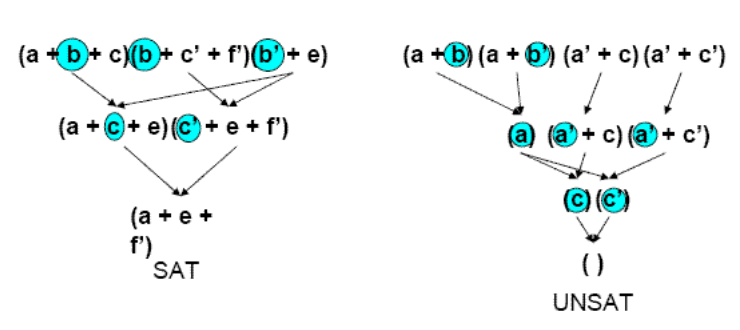 (a + b + c)(b + c' + f')(b' + e)
(a + c + e)(c' + e + f')
(a + e +
f')
SAT
(a + b)(a + b')(a' + c)(a' + c')
(a) (a' + c)(a' + c')
(c)(c')
( )
UNSAT